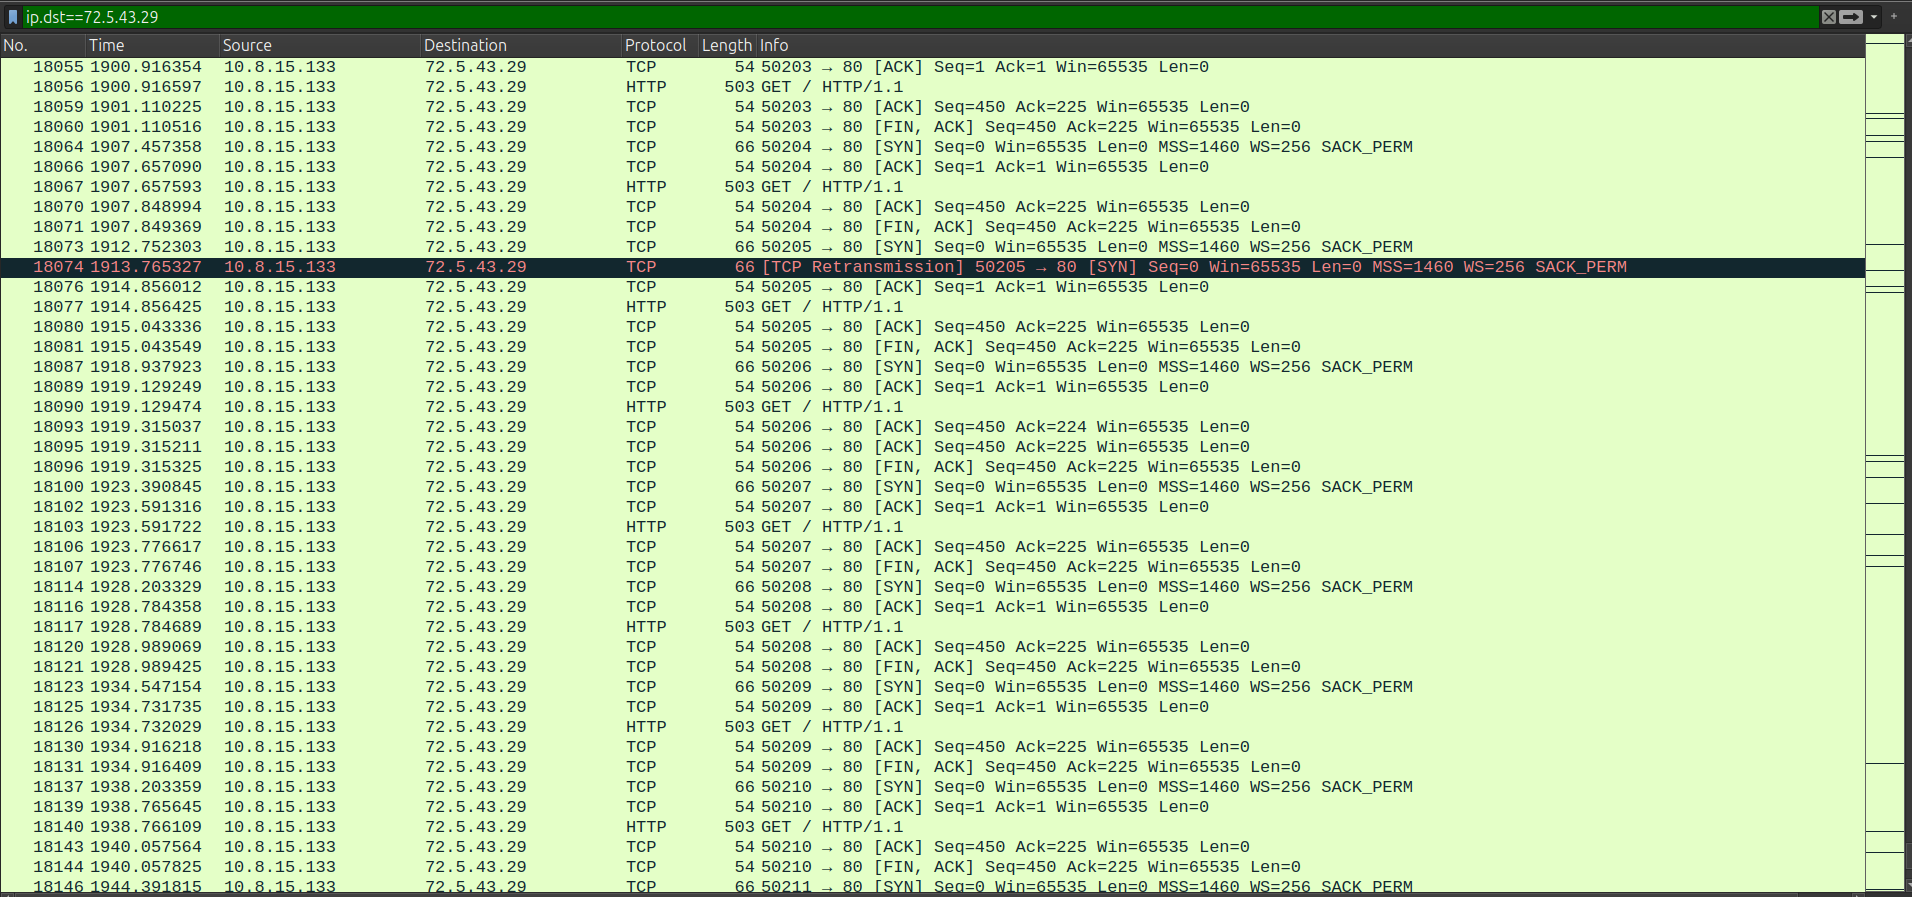 ip.dst==72.5.43.29
No. Time Source Destination Protocol Length Info
18055 1900.916354 10.8.15.133 72.5.43.29 TCP 54 50203 → 80 [ACK] Seq=1 Ack=1 Win=65535 Len=0
18056 1900.916597 10.8.15.133 72.5.43.29 HTTP 503 GET / HTTP/1.1
18059 1901.110225 10.8.15.133 72.5.43.29 TCP 54 50203 → 80 [ACK] Seq=450 Ack=225 Win=65535 Len=0
18060 1901.110516 10.8.15.133 72.5.43.29 TCP 54 50203 → 80 [FIN, ACK] Seq=450 Ack=225 Win=65535 Len=0
18064 1907.457358 10.8.15.133 72.5.43.29 TCP 66 50204 → 80 [SYN] Seq=0 Win=65535 Len=0 MSS=1460 WS=256 SACK_PERM
18066 1907.657090 10.8.15.133 72.5.43.29 TCP 54 50204 → 80 [ACK] Seq=1 Ack=1 Win=65535 Len=0
18067 1907.657593 10.8.15.133 72.5.43.29 HTTP 503 GET / HTTP/1.1
18070 1907.848994 10.8.15.133 72.5.43.29 TCP 54 50204 → 80 [ACK] Seq=450 Ack=225 Win=65535 Len=0
18071 1907.849369 10.8.15.133 72.5.43.29 TCP 54 50204 → 80 [FIN, ACK] Seq=450 Ack=225 Win=65535 Len=0
18073 1912.752303 10.8.15.133 72.5.43.29 TCP 66 50205 → 80 [SYN] Seq=0 Win=65535 Len=0 MSS=1460 WS=256 SACK_PERM
18074 1913.765327 10.8.15.133 72.5.43.29 TCP 66 [TCP Retransmission] 50205 → 80 [SYN] Seq=0 Win=65535 Len=0 MSS=1460 WS=256 SACK_PERM
18076 1914.856012 10.8.15.133 72.5.43.29 TCP 54 50205 → 80 [ACK] Seq=1 Ack=1 Win=65535 Len=0
18077 1914.856425 10.8.15.133 72.5.43.29 HTTP 503 GET / HTTP/1.1
18080 1915.043336 10.8.15.133 72.5.43.29 TCP 54 50205 → 80 [ACK] Seq=450 Ack=225 Win=65535 Len=0
18081 1915.043549 10.8.15.133 72.5.43.29 TCP 54 50205 → 80 [FIN, ACK] Seq=450 Ack=225 Win=65535 Len=0
18087 1918.937923 10.8.15.133 72.5.43.29 TCP 66 50206 → 80 [SYN] Seq=0 Win=65535 Len=0 MSS=1460 WS=256 SACK_PERM
18089 1919.129249 10.8.15.133 72.5.43.29 TCP 54 50206 → 80 [ACK] Seq=1 Ack=1 Win=65535 Len=0
18090 1919.129474 10.8.15.133 72.5.43.29 HTTP 503 GET / HTTP/1.1
18093 1919.315037 10.8.15.133 72.5.43.29 TCP 54 50206 → 80 [ACK] Seq=450 Ack=224 Win=65535 Len=0
18095 1919.315211 10.8.15.133 72.5.43.29 TCP 54 50206 → 80 [ACK] Seq=450 Ack=225 Win=65535 Len=0
18096 1919.315325 10.8.15.133 72.5.43.29 TCP 54 50206 → 80 [FIN, ACK] Seq=450 Ack=225 Win=65535 Len=0
18100 1923.390845 10.8.15.133 72.5.43.29 TCP 66 50207 → 80 [SYN] Seq=0 Win=65535 Len=0 MSS=1460 WS=256 SACK_PERM
18102 1923.591316 10.8.15.133 72.5.43.29 TCP 54 50207 → 80 [ACK] Seq=1 Ack=1 Win=65535 Len=0
18103 1923.591722 10.8.15.133 72.5.43.29 HTTP 503 GET / HTTP/1.1
18106 1923.776617 10.8.15.133 72.5.43.29 TCP 54 50207 → 80 [ACK] Seq=450 Ack=225 Win=65535 Len=0
18107 1923.776746 10.8.15.133 72.5.43.29 TCP 54 50207 → 80 [FIN, ACK] Seq=450 Ack=225 Win=65535 Len=0
18114 1928.203329 10.8.15.133 72.5.43.29 TCP 66 50208 → 80 [SYN] Seq=0 Win=65535 Len=0 MSS=1460 WS=256 SACK_PERM
18116 1928.784358 10.8.15.133 72.5.43.29 TCP 54 50208 → 80 [ACK] Seq=1 Ack=1 Win=65535 Len=0
18117 1928.784689 10.8.15.133 72.5.43.29 HTTP 503 GET / HTTP/1.1
18120 1928.989069 10.8.15.133 72.5.43.29 TCP 54 50208 → 80 [ACK] Seq=450 Ack=225 Win=65535 Len=0
18121 1928.989425 10.8.15.133 72.5.43.29 TCP 54 50208 → 80 [FIN, ACK] Seq=450 Ack=225 Win=65535 Len=0
18123 1934.547154 10.8.15.133 72.5.43.29 TCP 66 50209 → 80 [SYN] Seq=0 Win=65535 Len=0 MSS=1460 WS=256 SACK_PERM
18125 1934.731735 10.8.15.133 72.5.43.29 TCP 54 50209 → 80 [ACK] Seq=1 Ack=1 Win=65535 Len=0
18126 1934.732029 10.8.15.133 72.5.43.29 HTTP 503 GET / HTTP/1.1
18130 1934.916218 10.8.15.133 72.5.43.29 TCP 54 50209 → 80 [ACK] Seq=450 Ack=225 Win=65535 Len=0
18131 1934.916409 10.8.15.133 72.5.43.29 TCP 54 50209 → 80 [FIN, ACK] Seq=450 Ack=225 Win=65535 Len=0
18137 1938.203359 10.8.15.133 72.5.43.29 TCP 66 50210 → 80 [SYN] Seq=0 Win=65535 Len=0 MSS=1460 WS=256 SACK_PERM
18139 1938.765645 10.8.15.133 72.5.43.29 TCP 54 50210 → 80 [ACK] Seq=1 Ack=1 Win=65535 Len=0
18140 1938.766109 10.8.15.133 72.5.43.29 HTTP 503 GET / HTTP/1.1
18143 1940.057564 10.8.15.133 72.5.43.29 TCP 54 50210 → 80 [ACK] Seq=450 Ack=225 Win=65535 Len=0
18144 1940.057825 10.8.15.133 72.5.43.29 TCP 54 50210 → 80 [FIN, ACK] Seq=450 Ack=225 Win=65535 Len=0
18146 1944.391815 10.8.15.133 72.5.43.29 TCP 66 50211 → 80 [SYN] Seq=0 Win=65535 Len=0 MSS=1460 WS=256 SACK_PERM